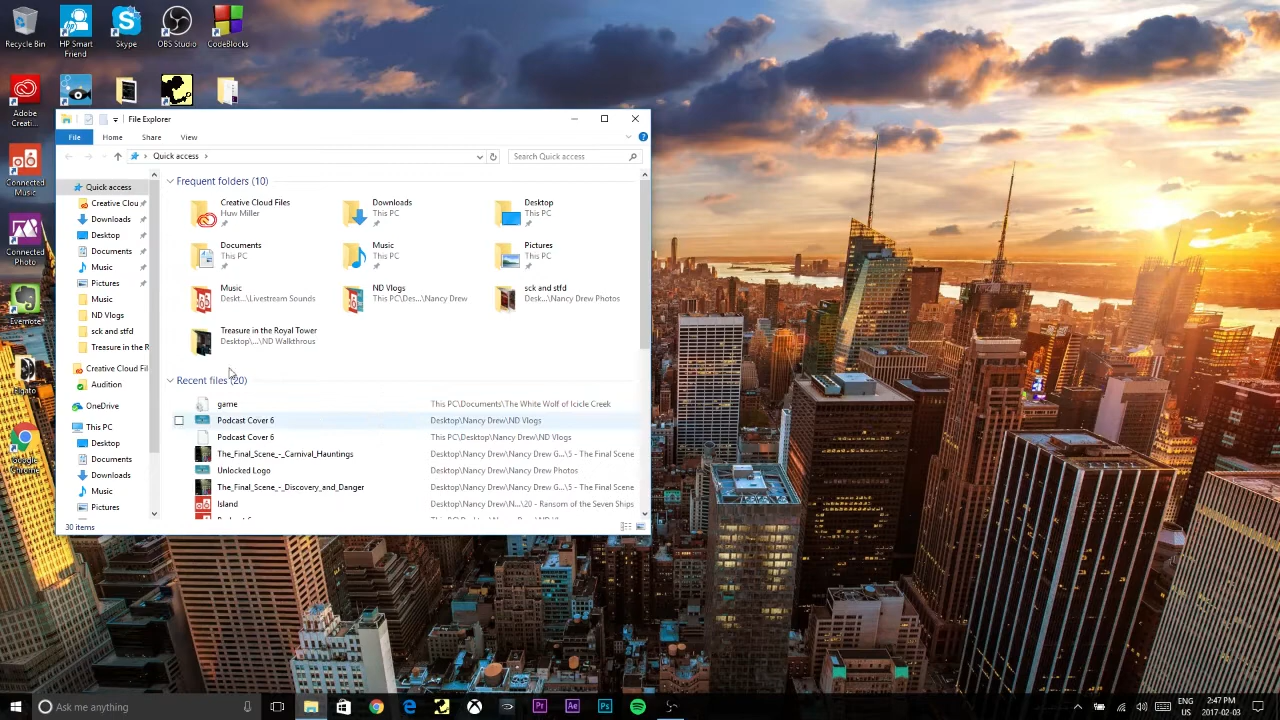 Recycle Bin
HP Smart
Friend
Skype
OBS Studio
CodeBlocks
Adobe
Creati...
Connected
Music
Connected
Photo
Evernote
Elgato
Google
Chrome
File Explorer
File
Home
Share
View
Quick access
Search Quick access
Quick access
Creative Clou
Downloads
Desktop
Documents
Music
Pictures
Music
ND Vlogs
sck and stfd
Treasure in the R
Creative Cloud Fil
Audition
OneDrive
This PC
Desktop
Documents
Downloads
Music
Pictures
Frequent folders (10)
Creative Cloud Files
Huw Miller
Downloads
This PC
Desktop
This PC
Documents
This PC
Music
This PC
Pictures
This PC
Music
Deskt...\Livestream Sounds
ND Vlogs
This PC\Des...\Nancy Drew
sck and stfd
Desk...\Nancy Drew Photos
Treasure in the Royal Tower
Desktop\...\ND Walkthrous
Recent files (20)
game This PC\Documents\The White Wolf of Icicle Creek
Podcast Cover 6 Desktop\Nancy Drew\ND Vlogs
Podcast Cover 6 This PC\Desktop\Nancy Drew\ND Vlogs
The_Final_Scene_-_Carnival_Hauntings Desktop\Nancy Drew\Nancy Drew G...\5 - The Final Scene
Unlocked Logo Desktop\Nancy Drew\Nancy Drew Photos
The_Final_Scene_-_Discovery_and_Danger Desktop\Nancy Drew\Nancy Drew G...\5 - The Final Scene
Island Desktop\Nancy Drew\N...\20 - Ransom of the Seven Ships
30 items
Ask me anything
Pr
Ae
Ps
ENG
US
2:47 PM
2017-02-03